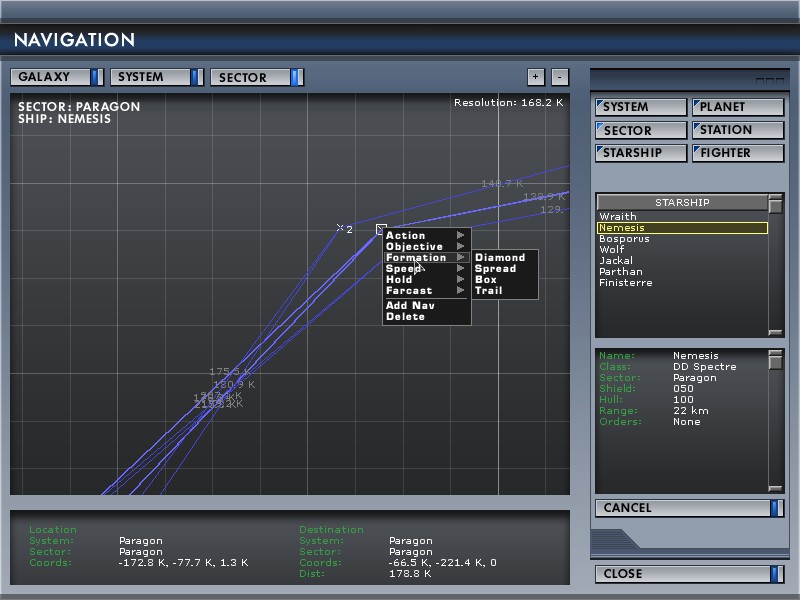 NAVIGATION
GALAXY SYSTEM SECTOR + -
SECTOR: PARAGON
SHIP: NEMESIS
Resolution: 168.2 K
148.7 K
128.9 K
129.
2
Action
Objective
Formation
Speed
Hold
Farcast
Add Nav
Delete
Diamond
Spread
Box
Trail
175.5 K
180.9 K
SYSTEM PLANET
SECTOR STATION
STARSHIP FIGHTER
STARSHIP
Wraith
Nemesis
Bosporus
Wolf
Jackal
Parthan
Finisterre
Name: Nemesis
Class: DD Spectre
Sector: Paragon
Shield: 050
Hull: 100
Range: 22 km
Orders: None
CANCEL
CLOSE
Location
System: Paragon
Sector: Paragon
Coords: -172.8 K, -77.7 K, 1.3 K
Destination
System: Paragon
Sector: Paragon
Coords: -66.5 K, -221.4 K, 0
Dist: 178.8 K